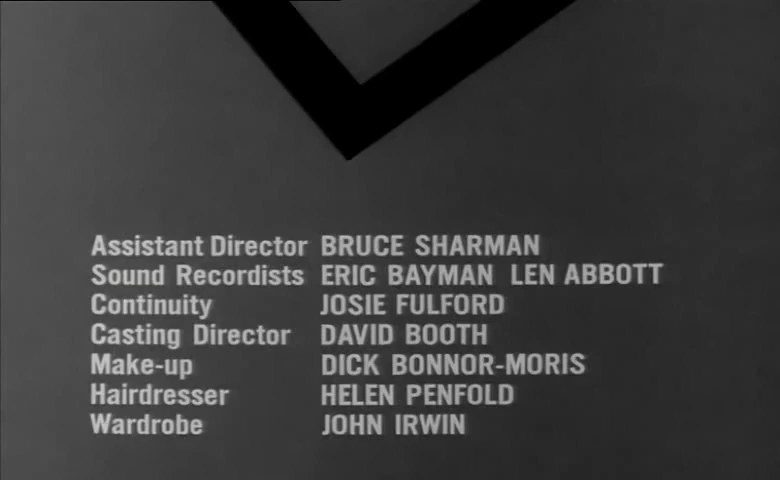 Assistant Director BRUCE SHARMAN
Sound Recordists ERIC BAYMAN LEN ABBOTT
Continuity JOSIE FULFORD
Casting Director DAVID BOOTH
Make-up DICK BONNOR-MORIS
Hairdresser HELEN PENFOLD
Wardrobe JOHN IRWIN